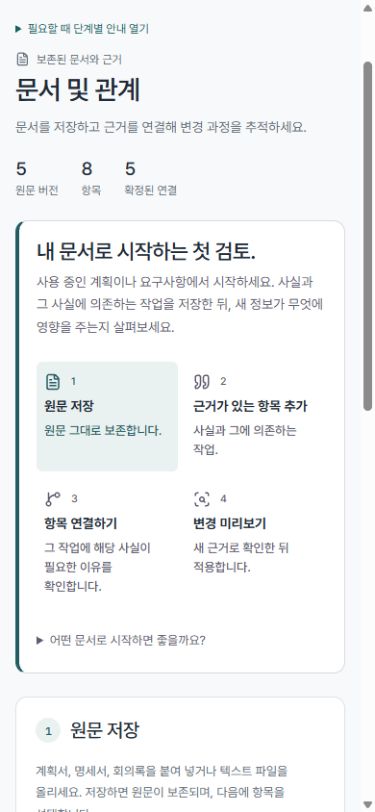 필요할 때 단계별 안내 열기
보존된 문서와 근거
문서 및 관계
문서를 저장하고 근거를 연결해 변경 과정을 추적하세요.
5 8 5
원문 버전 항목 확정된 연결
내 문서로 시작하는 첫 검토.
사용 중인 계획이나 요구사항에서 시작하세요. 사실과
그 사실에 의존하는 작업을 저장한 뒤, 새 정보가 무엇에
영향을 주는지 살펴보세요.
1
원문 저장
원문 그대로 보존합니다.
2
근거가 있는 항목 추가
사실과 그에 의존하는
작업.
3
항목 연결하기
그 작업에 해당 사실이
필요한 이유를
확인합니다.
4
변경 미리보기
새 근거로 확인한 뒤
적용합니다.
어떤 문서로 시작하면 좋을까요?
1 원문 저장
계획서, 명세서, 회의록을 붙여 넣거나 텍스트 파일을
올리세요. 저장하면 원문이 보존되며, 다음에 항목을